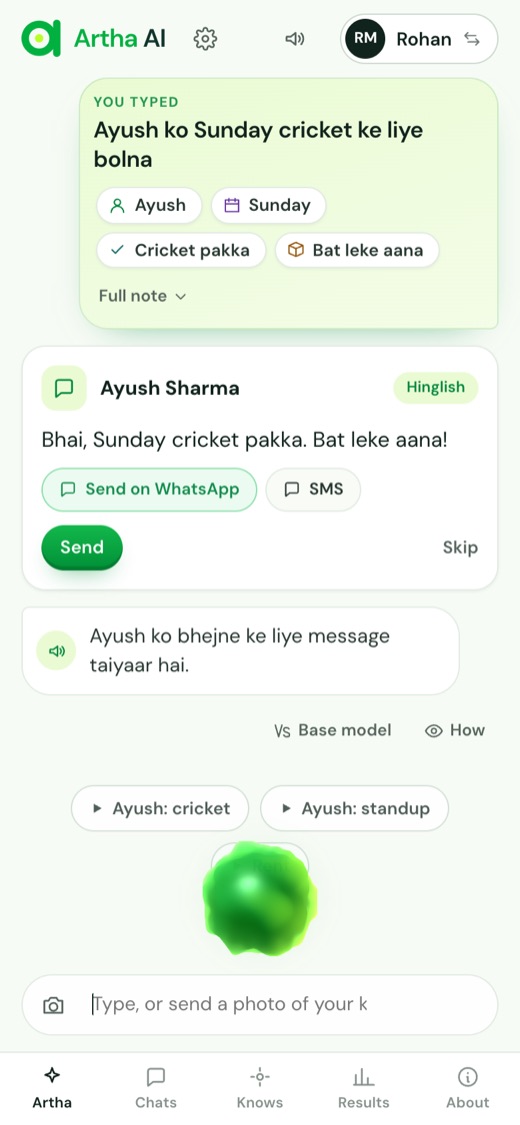 Artha AI
RM
Rohan
YOU TYPED
Ayush ko Sunday cricket ke liye
bolna
Ayush
Sunday
Cricket pakka
Bat leke aana
Full note
Ayush Sharma
Hinglish
Bhai, Sunday cricket pakka. Bat leke aana!
Send on WhatsApp
SMS
Send
Skip
Ayush ko bhejne ke liye message
taiyaar hai.
Vs Base model
How
Ayush: cricket
Ayush: standup
Type, or send a photo of your k
Artha
Chats
Knows
Results
About